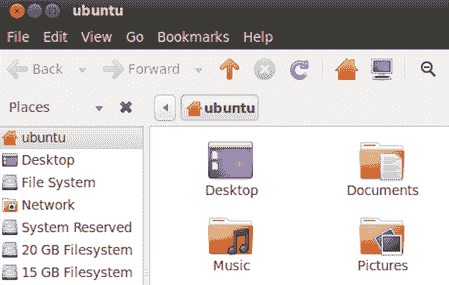 ubuntu
File Edit View Go Bookmarks Help
Back Forward
Places ubuntu
ubuntu
Desktop
File System
Network
System Reserved
20 GB Filesystem
15 GB Filesystem
Desktop Documents
Music Pictures